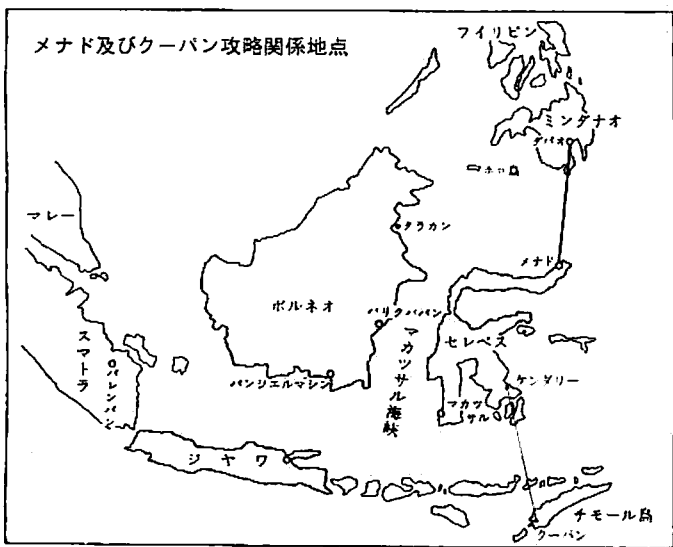 メナド及びクーパン攻略関係地点
フイリピン
ミンダナオ
ダバオ
ホロ島
マレー
タラカン
メナド
ボルネオ
バリクパパン
セレベス
スマトラ
パレンバン
マカツサル海峡
バンジエルマシン
ケンダリー
マカツ
サル
ジヤワ
チモール島
クーパン